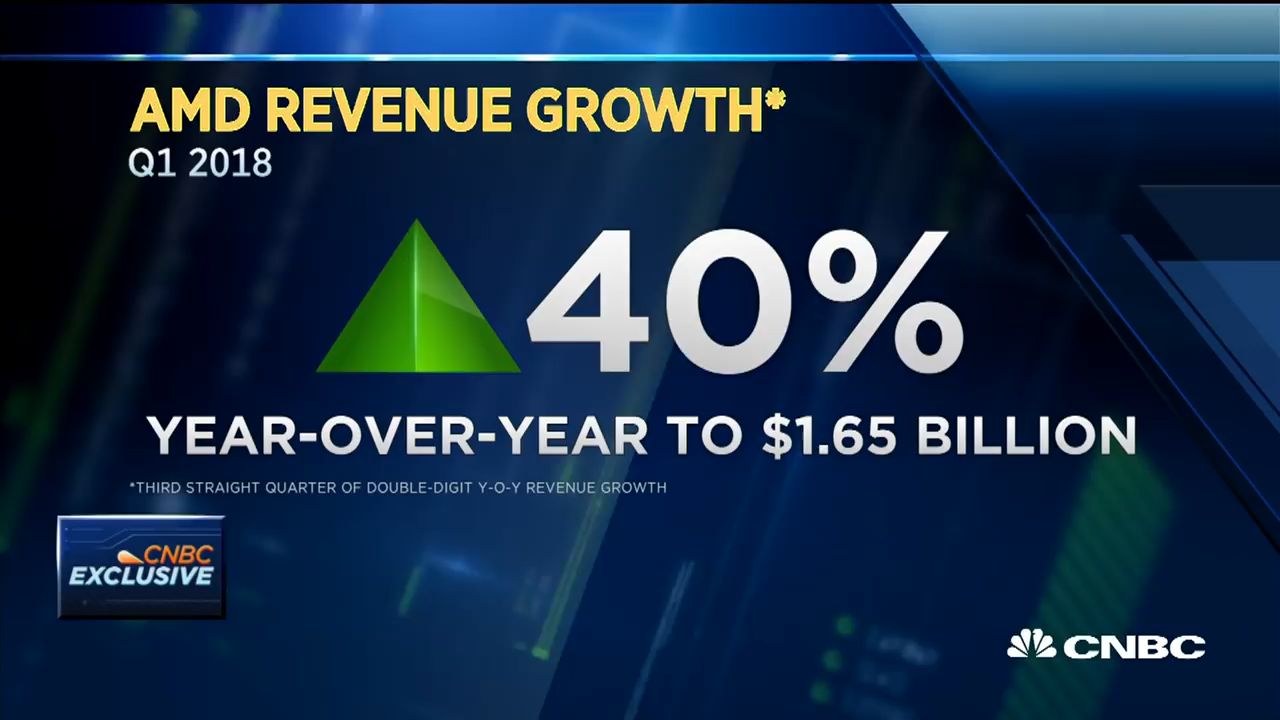 AMD REVENUE GROWTH*
Q1 2018
40%
YEAR-OVER-YEAR TO $1.65 BILLION
*THIRD STRAIGHT QUARTER OF DOUBLE-DIGIT Y-O-Y REVENUE GROWTH
CNBC
EXCLUSIVE
CNBC